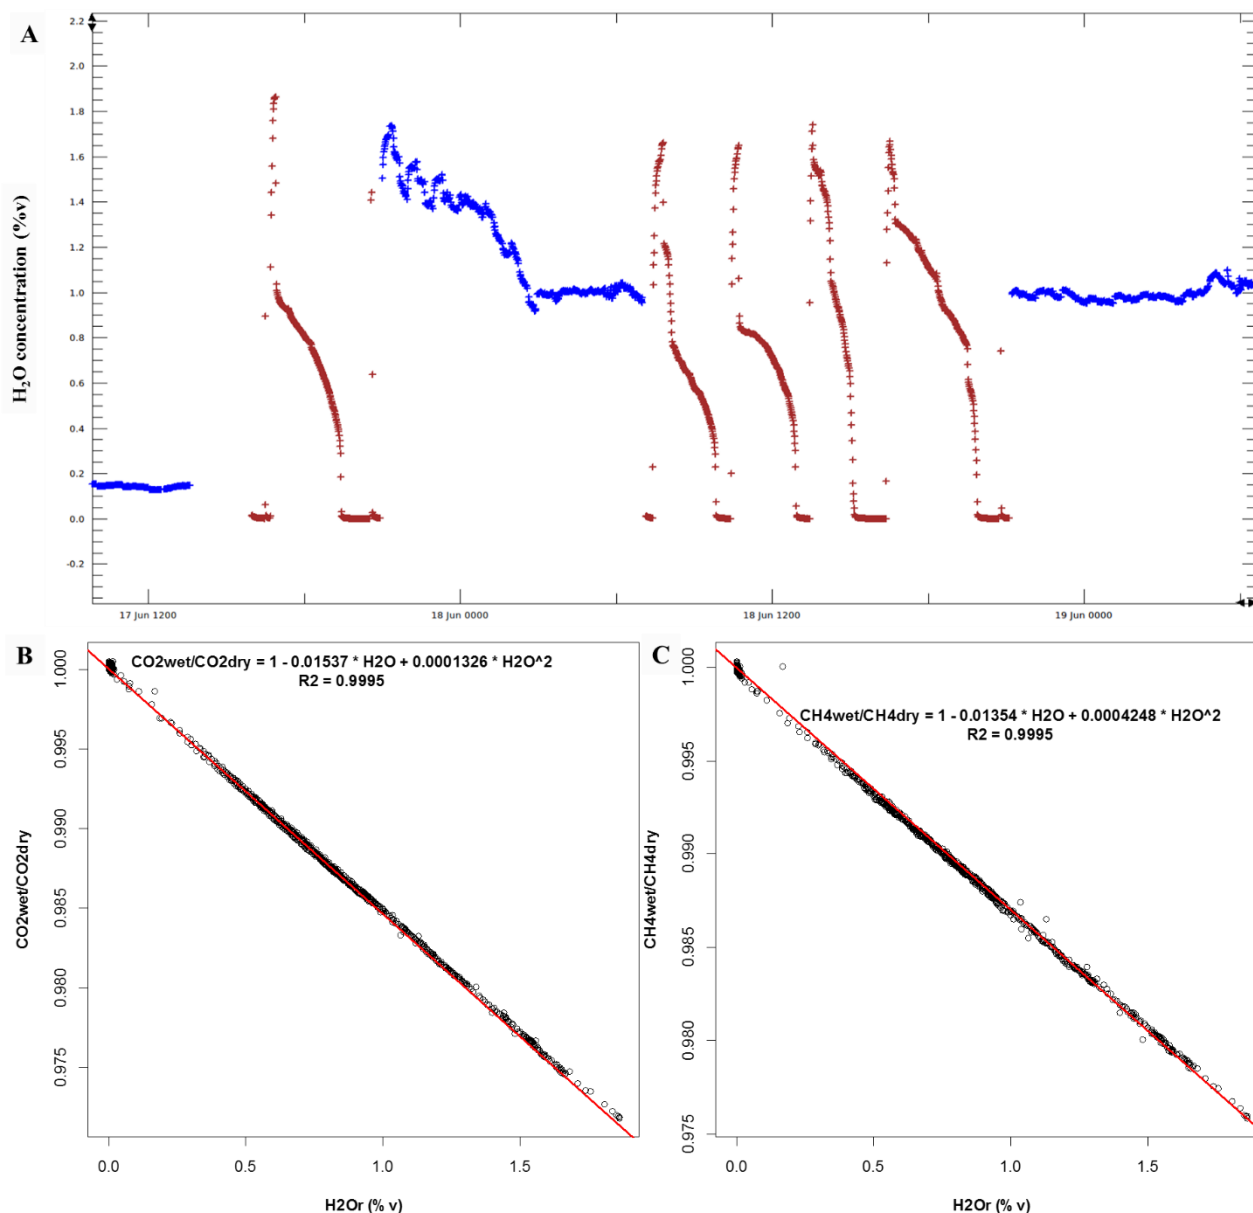 A
H₂O concentration (%v)
2.2
2.0
1.8
1.6
1.4
1.2
1.0
0.8
0.6
0.4
0.2
0.0
-0.2
17 Jun 1200
18 Jun 0000
18 Jun 1200
19 Jun 0000
B
CO2wet/CO2dry = 1 - 0.01537 * H2O + 0.0001326 * H2O^2
R2 = 0.9995
CO2wet/CO2dry
1.000
0.995
0.990
0.985
0.980
0.975
0.0
0.5
1.0
1.5
H2Or (% v)
C
CH4wet/CH4dry = 1 - 0.01354 * H2O + 0.0004248 * H2O^2
R2 = 0.9995
CH4wet/CH4dry
1.000
0.995
0.990
0.985
0.980
0.975
0.0
0.5
1.0
1.5
H2Or (% v)